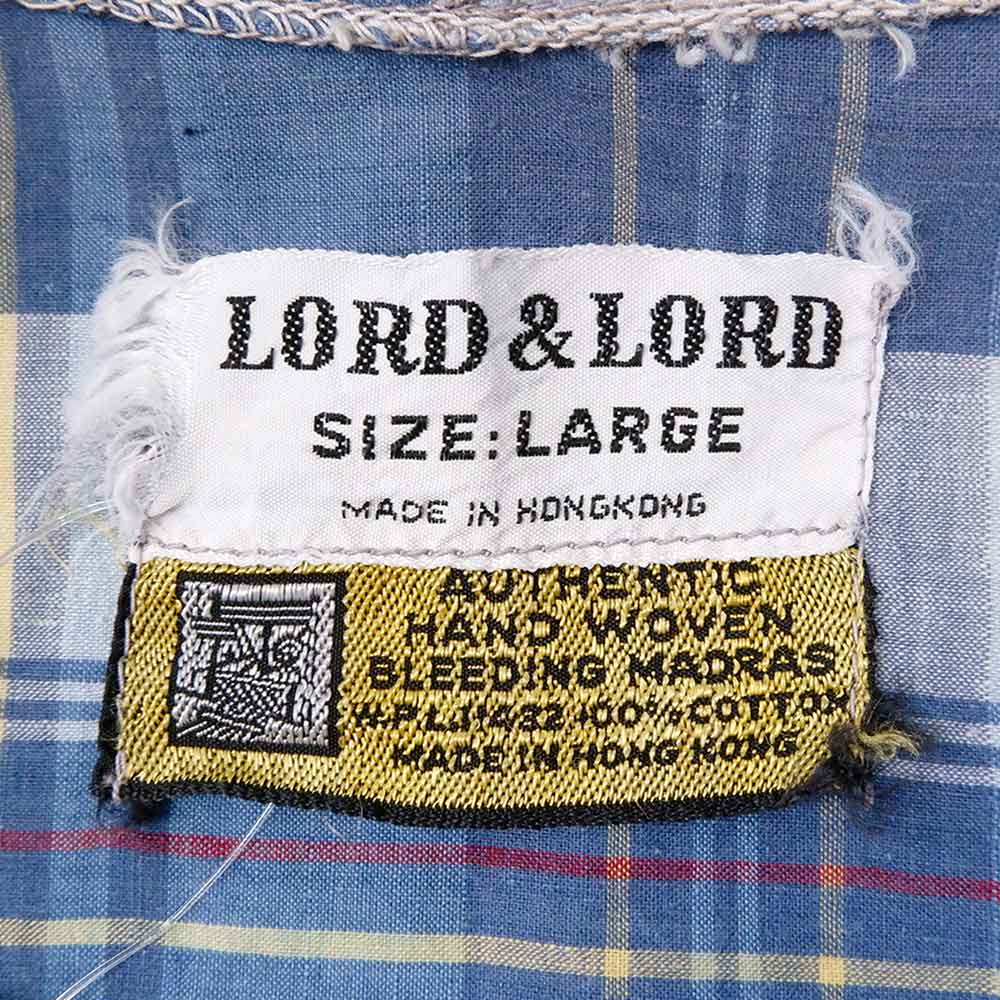 LORD & LORD
SIZE: LARGE
MADE IN HONGKONG
AUTHENTIC
HAND WOVEN
BLEEDING MADRAS
100% COTTON
MADE IN HONG KONG